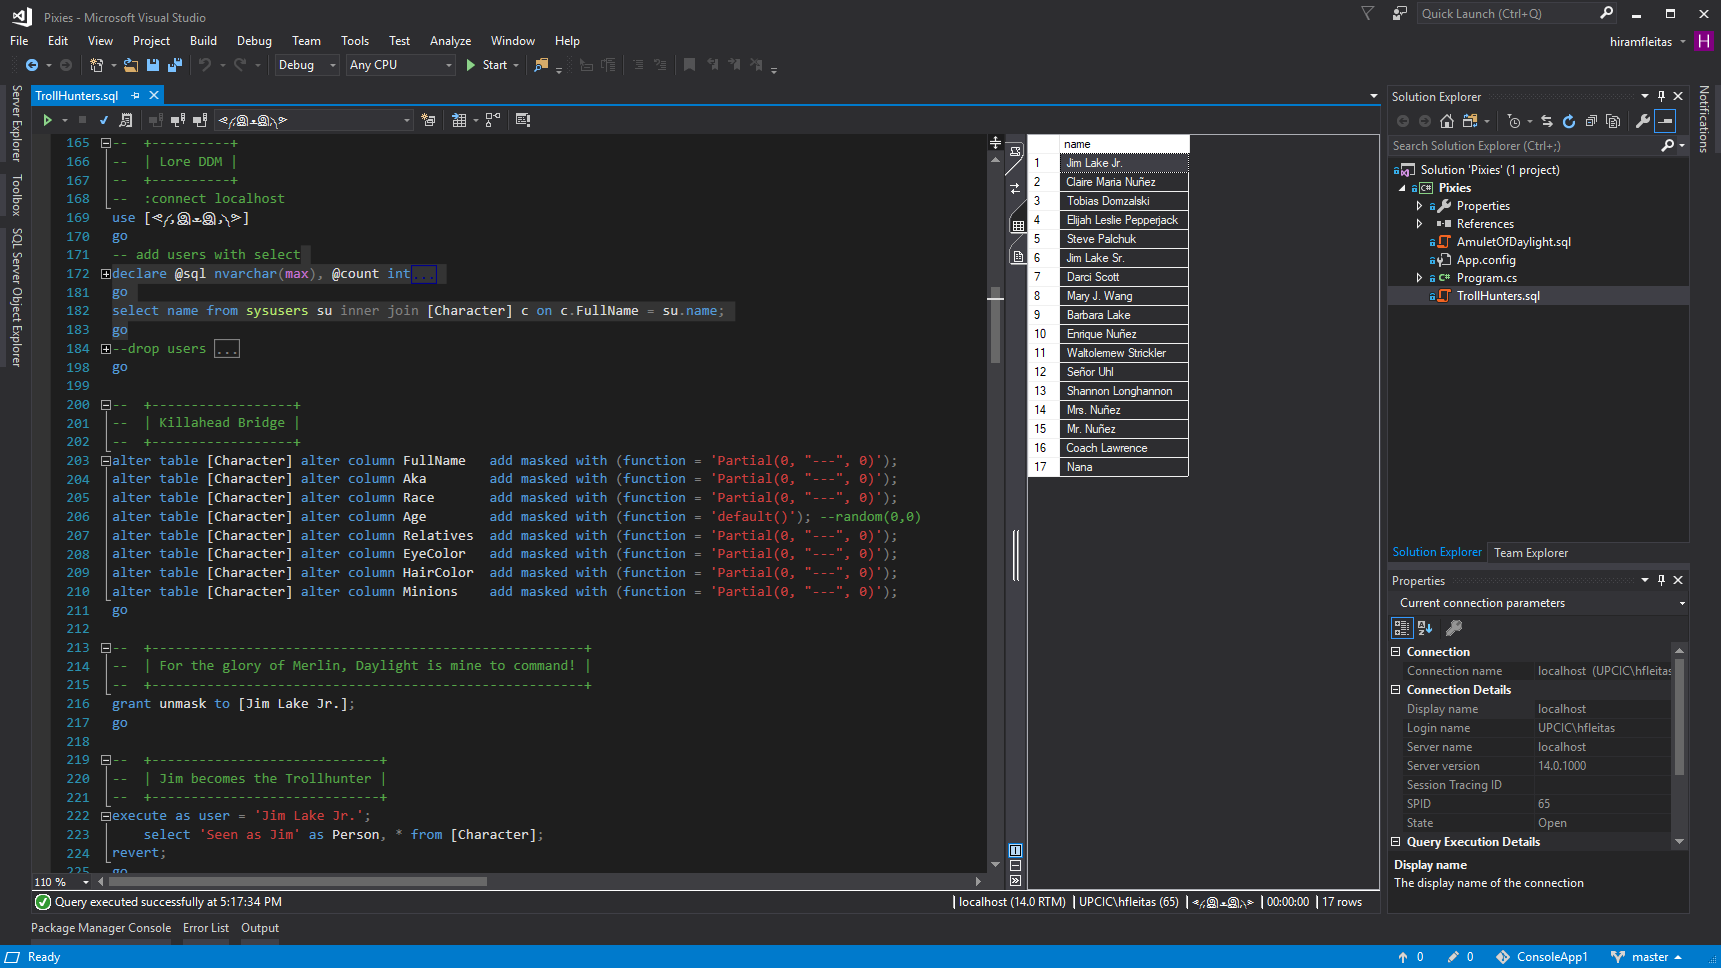 Pixies - Microsoft Visual Studio
Quick Launch (Ctrl+Q)
File Edit View Project Build Debug Team Tools Test Analyze Window Help
hiramfleitas H
Debug Any CPU Start
Server Explorer
Toolbox
SQL Server Object Explorer
TrollHunters.sql
165 -- +----------+
166 -- | Lore DDM |
167 -- +----------+
168 -- :connect localhost
169 use [
170 go
171 -- add users with select
172 declare @sql nvarchar(max), @count int...
181 go
182 select name from sysusers su inner join [Character] c on c.FullName = su.name;
183 go
184 --drop users ...
198 go
199
200 -- +------------------+
201 -- | Killahead Bridge |
202 -- +------------------+
203 alter table [Character] alter column FullName add masked with (function = 'Partial(0, "---", 0)');
204 alter table [Character] alter column Aka add masked with (function = 'Partial(0, "---", 0)');
205 alter table [Character] alter column Race add masked with (function = 'Partial(0, "---", 0)');
206 alter table [Character] alter column Age add masked with (function = 'default()'); --random(0,0)
207 alter table [Character] alter column Relatives add masked with (function = 'Partial(0, "---", 0)');
208 alter table [Character] alter column EyeColor add masked with (function = 'Partial(0, "---", 0)');
209 alter table [Character] alter column HairColor add masked with (function = 'Partial(0, "---", 0)');
210 alter table [Character] alter column Minions add masked with (function = 'Partial(0, "---", 0)');
211 go
212
213 -- +-------------------------------------------------------+
214 -- | For the glory of Merlin, Daylight is mine to command! |
215 -- +-------------------------------------------------------+
216 grant unmask to [Jim Lake Jr.];
217 go
218
219 -- +-----------------------------+
220 -- | Jim becomes the Trollhunter |
221 -- +-----------------------------+
222 execute as user = 'Jim Lake Jr.';
223 select 'Seen as Jim' as Person, * from [Character];
224 revert;
225 go
110 %
name
1 Jim Lake Jr.
2 Claire Maria Nuñez
3 Tobias Domzalski
4 Elijah Leslie Pepperjack
5 Steve Palchuk
6 Jim Lake Sr.
7 Darci Scott
8 Mary J. Wang
9 Barbara Lake
10 Enrique Nuñez
11 Waltolemew Strickler
12 Señor Uhl
13 Shannon Longhannon
14 Mrs. Nuñez
15 Mr. Nuñez
16 Coach Lawrence
17 Nana
Query executed successfully at 5:17:34 PM
localhost (14.0 RTM) UPCIC\hfleitas (65) 00:00:00 17 rows
Package Manager Console Error List Output
Solution Explorer
Search Solution Explorer (Ctrl+;)
Solution 'Pixies' (1 project)
C# Pixies
Properties
References
AmuletOfDaylight.sql
App.config
C# Program.cs
TrollHunters.sql
Solution Explorer Team Explorer
Properties
Current connection parameters
Connection
Connection name localhost (UPCIC\hfleitas
Connection Details
Display name localhost
Login name UPCIC\hfleitas
Server name localhost
Server version 14.0.1000
Session Tracing ID
SPID 65
State Open
Query Execution Details
Display name
The display name of the connection
Notifications
Ready
0 0 ConsoleApp1 master